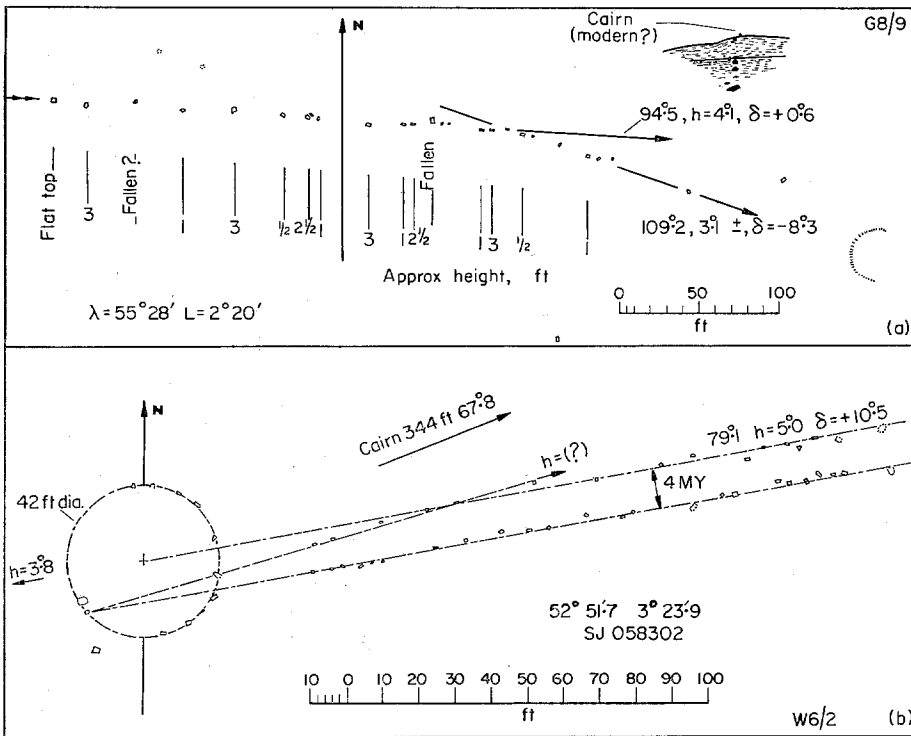 Cairn
(modern?)
G8/9
N
94°.5, h=4°.1, δ=+0°.6
109°.2, 3°.1 ±, δ=-8°.3
Flat top
3
Fallen?
1
3
½
2½
1
3
1
2½
Fallen
1
3
½
1
Approx height, ft
λ=55°28′ L=2°20′
0 50 100
ft
(a)
N
Cairn 344 ft 67°.8
h=(?)
79°.1 h=5°.0 δ=+10°.5
4 MY
42 ft dia.
h=3°.8
52° 51′.7 3° 23′.9
SJ 058302
10 0 10 20 30 40 50 60 70 80 90 100
ft
W6/2 (b)